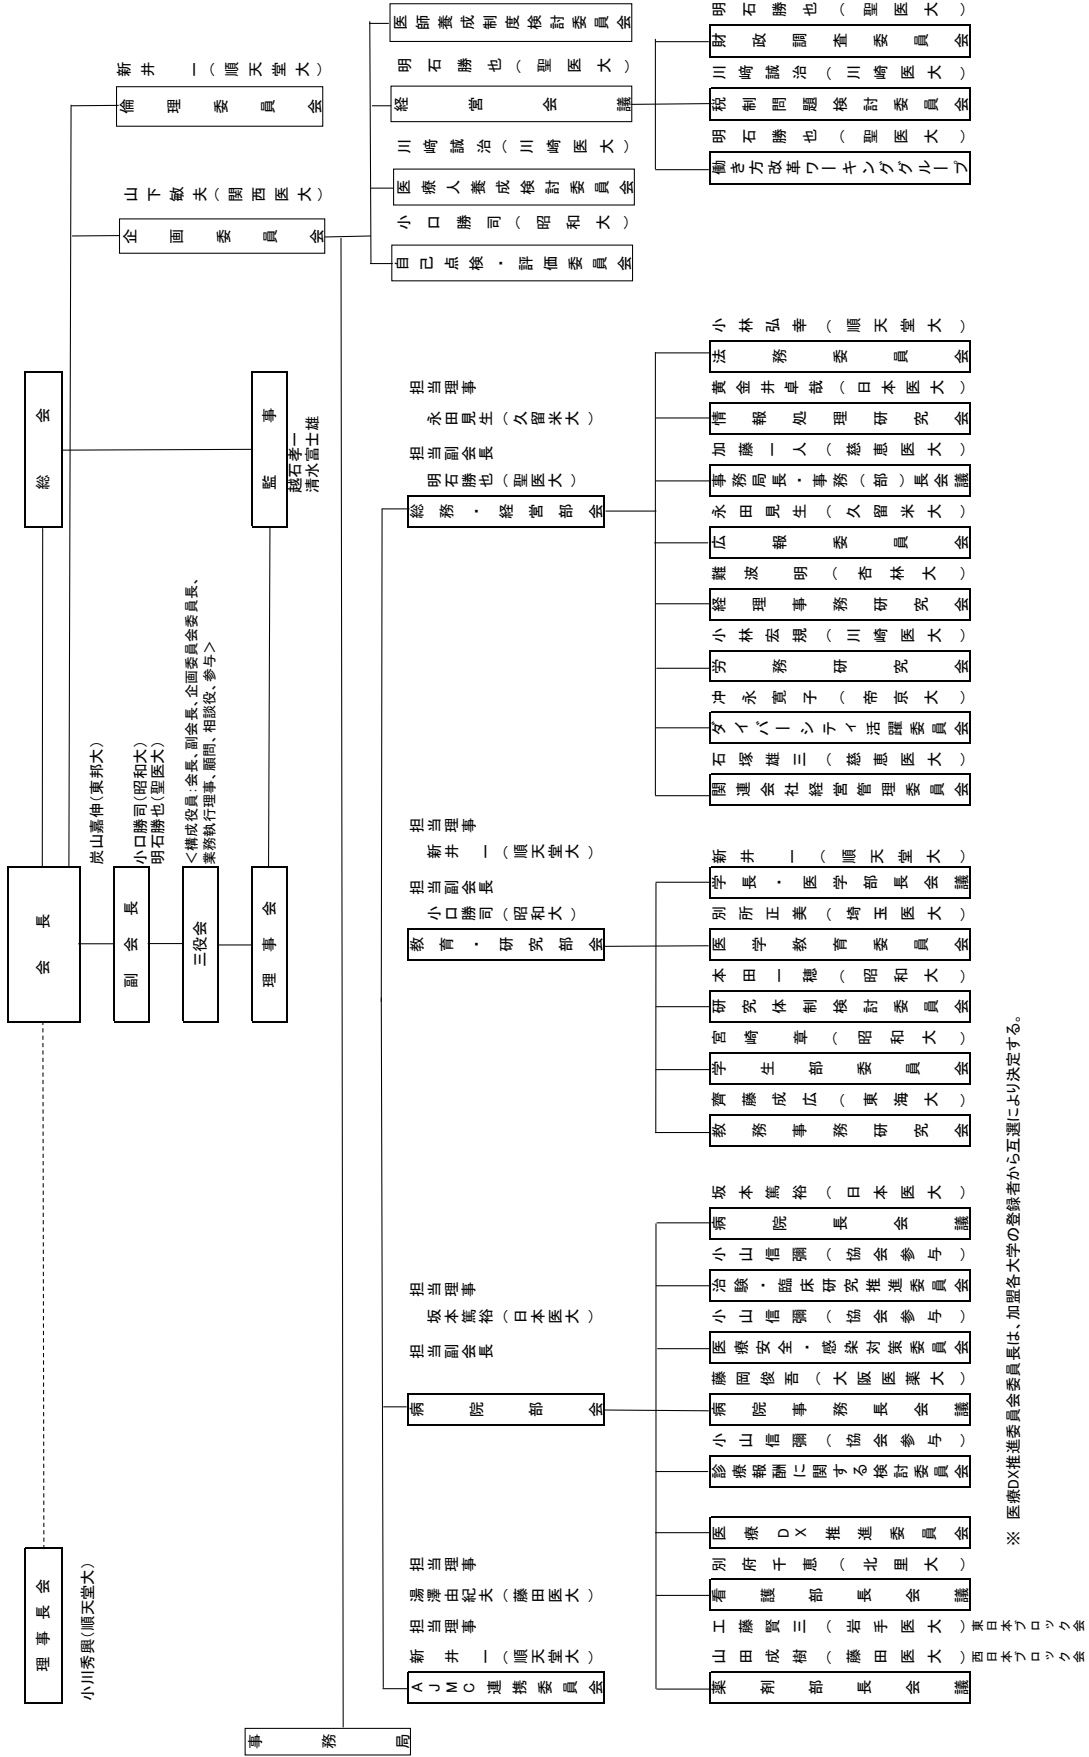 理事長会
小川秀興(順天堂大)
会長
炭山嘉伸(東邦大)
総会
副会長
小口勝司(昭和大)
明石勝也(聖医大)
三役会
<構成役員:会長、副会長、企画委員会委員長、
業務執行理事、顧問、相談役、参与>
理事会
監事
越石孝一
清水富士雄
企画委員会
山下敏夫(関西医大)
倫理委員会
新井一(順天堂大)
事務局
自己点検・評価委員会
小口勝司(昭和大)
医療人養成検討委員会
川﨑誠治(川崎医大)
経営会議
明石勝也(聖医大)
医師養成制度検討委員会
AJMC連携委員会
新井一(順天堂大)
担当理事
湯澤由紀夫(藤田医大)
担当理事
病院部会
担当副会長
坂本篤裕(日本医大)
担当理事
教育・研究部会
小口勝司(昭和大)
担当副会長
新井一(順天堂大)
担当理事
総務・経営部会
明石勝也(聖医大)
担当副会長
永田見生(久留米大)
担当理事
薬剤部長会議
山田成樹(藤田医大)西日本ブロック会
工藤賢三(岩手医大)東日本ブロック会
看護部長会議
別府千恵(北里大)
医療DX推進委員会
診療報酬に関する検討委員会
小山信彌(協会参与)
病院事務長会議
藤岡俊吾(大阪医薬大)
医療安全・感染対策委員会
小山信彌(協会参与)
治験・臨床研究推進委員会
小山信彌(協会参与)
病院長会議
坂本篤裕(日本医大)
教務事務研究会
齊藤成広(東海大)
学生部委員会
宮崎章(昭和大)
研究体制検討委員会
本田一穂(昭和大)
医学教育委員会
別所正美(埼玉医大)
学長・医学部長会議
新井一(順天堂大)
関連会社経営管理委員会
石塚雄三(慈恵医大)
ダイバーシティ活躍委員会
冲永寛子(帝京大)
労務研究会
小林宏規(川崎医大)
経理事務研究会
難波明(杏林大)
広報委員会
永田見生(久留米大)
事務局長・事務(部)長会議
加藤一人(慈恵医大)
情報処理研究会
黄金井卓哉(日本医大)
法務委員会
小林弘幸(順天堂大)
働き方改革ワーキンググループ
明石勝也(聖医大)
税制問題検討委員会
川﨑誠治(川崎医大)
財政調査委員会
明石勝也(聖医大)
※ 医療DX推進委員会委員長は、加盟各大学の登録者から互選により決定する。